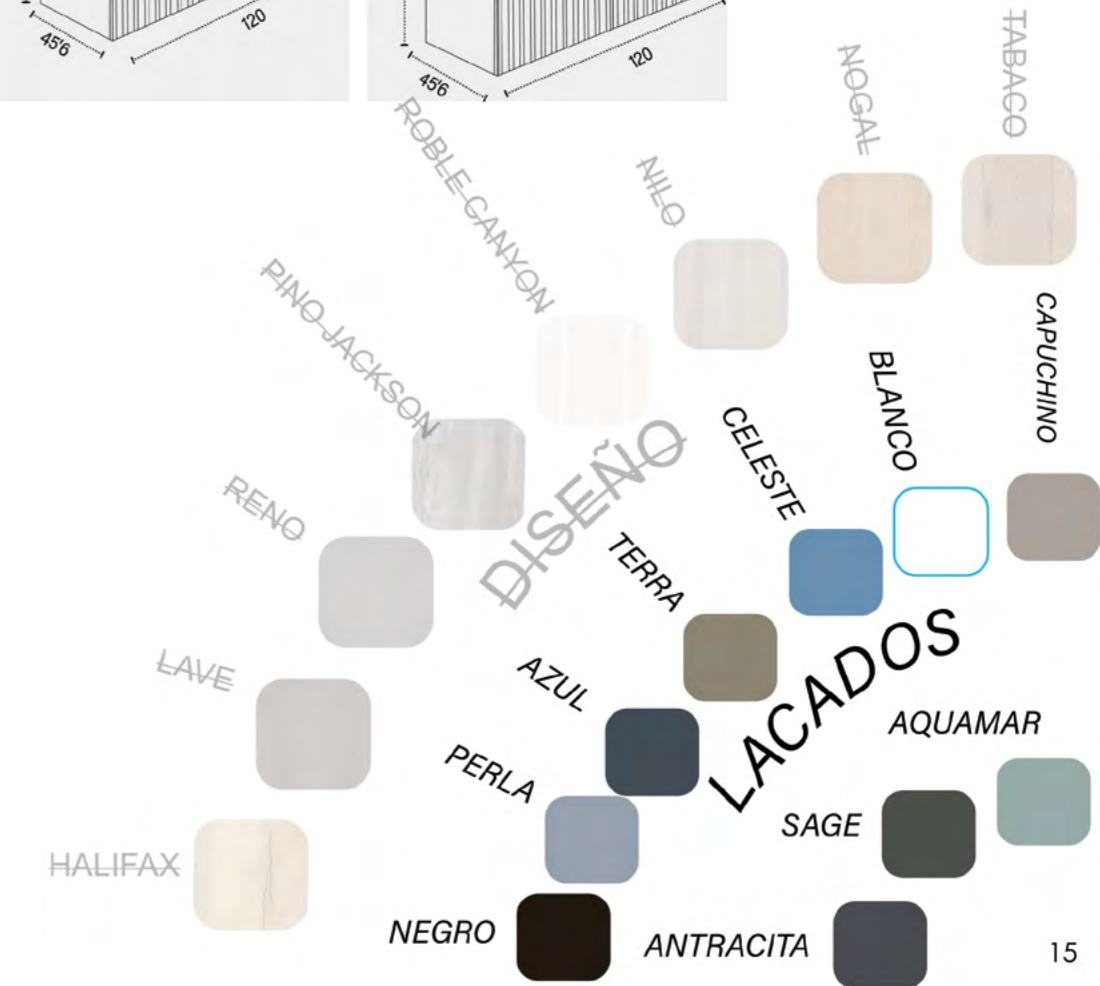 45'6
120
45'6
120
TABACO
NOGAL
NILO
ROBLE CANYON
PINO JACKSON
RENO
LAVE
HALIFAX
DISEÑO
CAPUCHINO
BLANCO
CELESTE
TERRA
AZUL
PERLA
NEGRO
LACADOS
AQUAMAR
SAGE
ANTRACITA
15